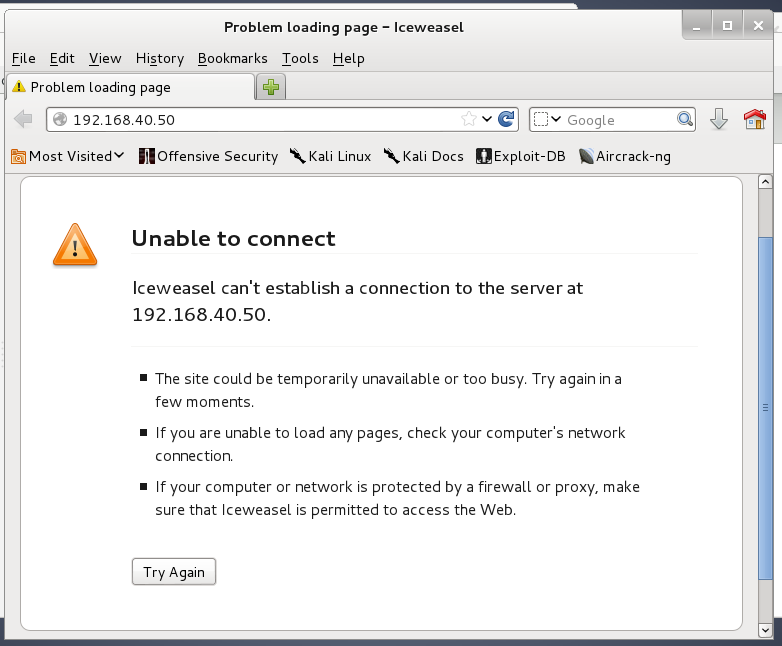 Problem loading page – Iceweasel
File Edit View History Bookmarks Tools Help
Problem loading page
192.168.40.50 Google
Most Visited Offensive Security Kali Linux Kali Docs Exploit-DB Aircrack-ng
Unable to connect
Iceweasel can't establish a connection to the server at
192.168.40.50.
The site could be temporarily unavailable or too busy. Try again in a
few moments.
If you are unable to load any pages, check your computer's network
connection.
If your computer or network is protected by a firewall or proxy, make
sure that Iceweasel is permitted to access the Web.
Try Again